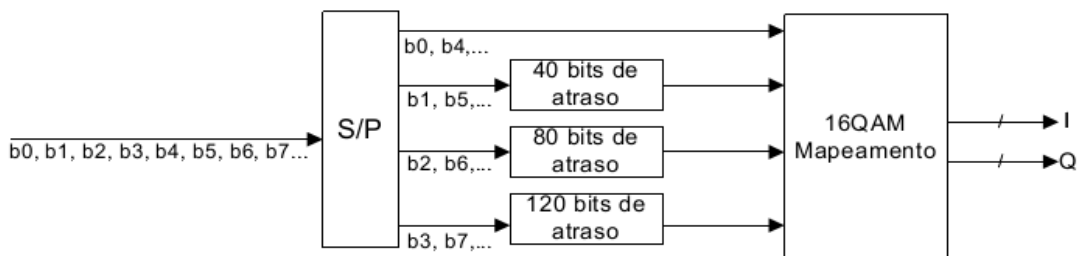 b0, b1, b2, b3, b4, b5, b6, b7...
S/P
b0, b4,...
b1, b5,...
b2, b6,...
b3, b7,...
40 bits de
atraso
80 bits de
atraso
120 bits de
atraso
16QAM
Mapeamento
I
Q